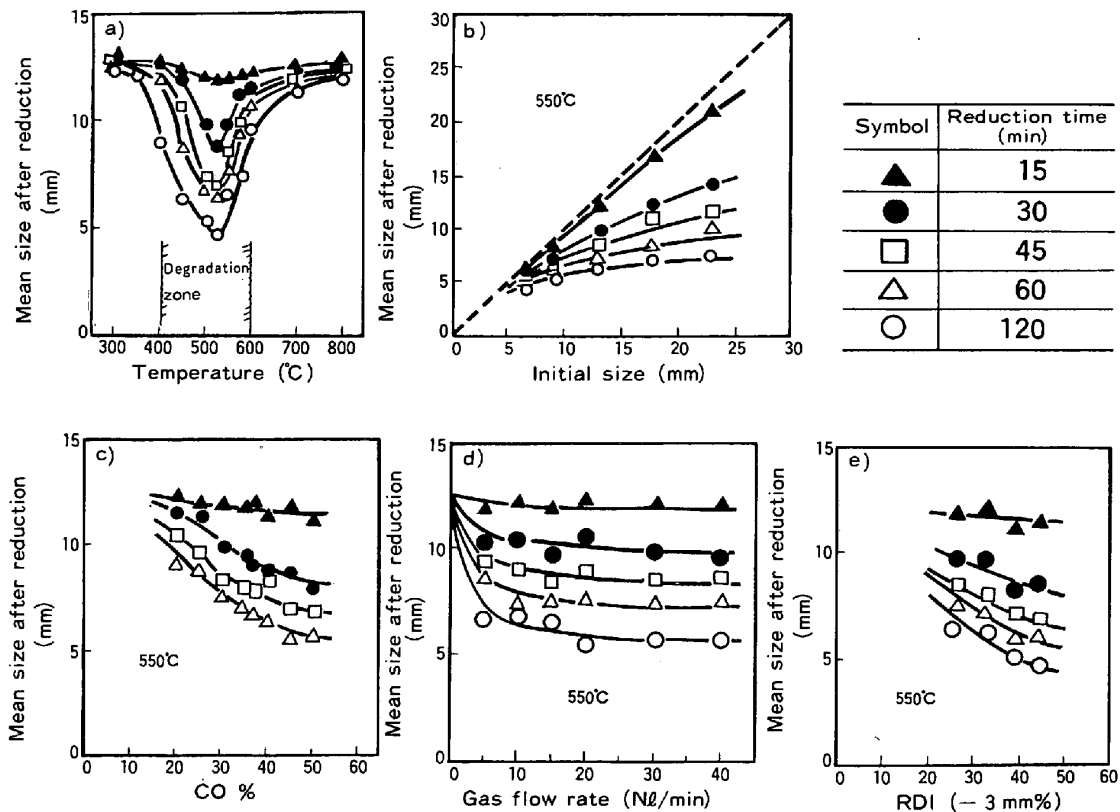 a)
15
10
5
0
Mean size after reduction
(mm)
Degradation
zone
300 400 500 600 700 800
Temperature (℃)
b)
550℃
30
25
20
15
10
5
0
Mean size after reduction
(mm)
0 5 10 15 20 25 30
Initial size (mm)
Symbol Reduction time
(min)
▲ 15
● 30
□ 45
△ 60
○ 120
c)
15
10
5
0
Mean size after reduction
(mm)
550℃
0 10 20 30 40 50 60
CO %
d)
15
10
5
0
Mean size after reduction
(mm)
550℃
0 10 20 30 40
Gas flow rate (Nℓ/min)
e)
15
10
5
0
Mean size after reduction
(mm)
550℃
0 10 20 30 40 50 60
RDI (− 3 mm%)